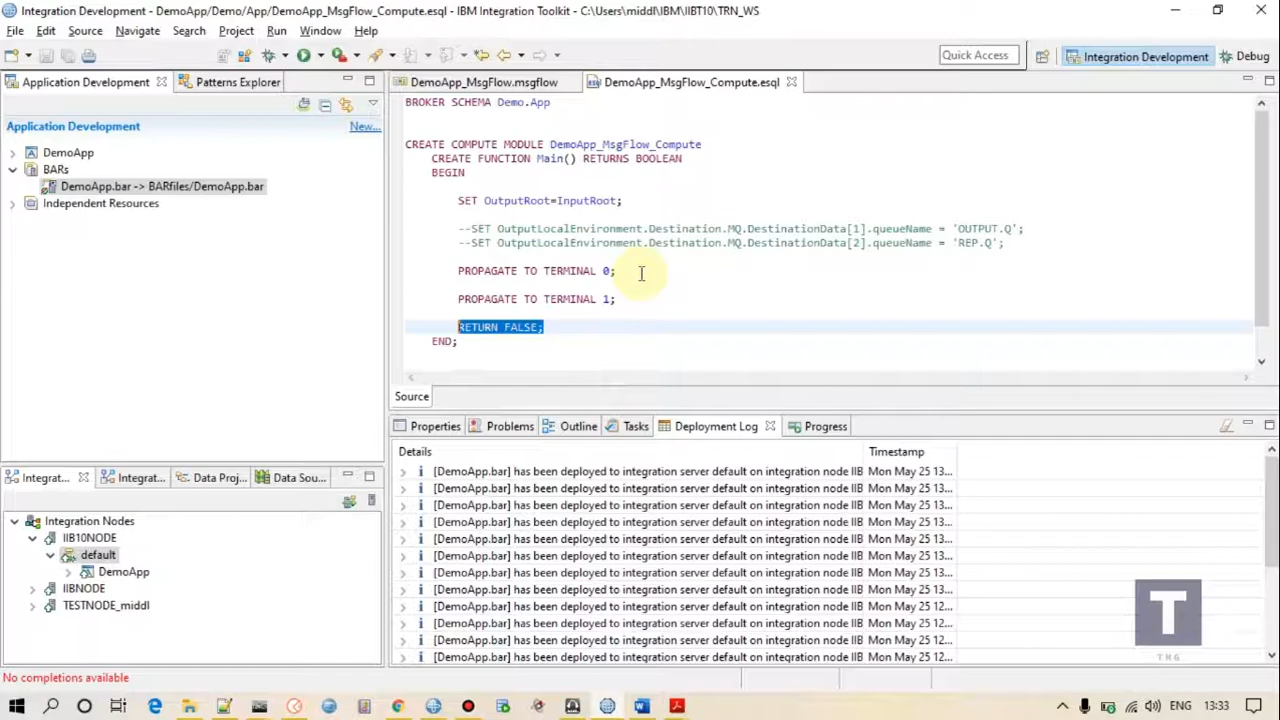 Integration Development - DemoApp/Demo/App/DemoApp_MsgFlow_Compute.esql - IBM Integration Toolkit - C:\Users\middl\IBM\IIBT10\TRN_WS
File Edit Source Navigate Search Project Run Window Help
Quick Access Integration Development Debug
Application Development Patterns Explorer
Application Development New...
DemoApp
BARs
DemoApp.bar -> BARfiles/DemoApp.bar
Independent Resources
DemoApp_MsgFlow.msgflow DemoApp_MsgFlow_Compute.esql
BROKER SCHEMA Demo.App
CREATE COMPUTE MODULE DemoApp_MsgFlow_Compute
CREATE FUNCTION Main() RETURNS BOOLEAN
BEGIN
SET OutputRoot=InputRoot;
--SET OutputLocalEnvironment.Destination.MQ.DestinationData[1].queueName = 'OUTPUT.Q';
--SET OutputLocalEnvironment.Destination.MQ.DestinationData[2].queueName = 'REP.Q';
PROPAGATE TO TERMINAL 0;
PROPAGATE TO TERMINAL 1;
RETURN FALSE;
END;
Source
Properties Problems Outline Tasks Deployment Log Progress
Details Timestamp
[DemoApp.bar] has been deployed to integration server default on integration node IIB Mon May 25 13...
[DemoApp.bar] has been deployed to integration server default on integration node IIB Mon May 25 13...
[DemoApp.bar] has been deployed to integration server default on integration node IIB Mon May 25 13...
[DemoApp.bar] has been deployed to integration server default on integration node IIB Mon May 25 13...
[DemoApp.bar] has been deployed to integration server default on integration node IIB Mon May 25 13...
[DemoApp.bar] has been deployed to integration server default on integration node IIB Mon May 25 13...
[DemoApp.bar] has been deployed to integration server default on integration node IIB Mon May 25 13...
[DemoApp.bar] has been deployed to integration server default on integration node IIB Mon May 25 13...
[DemoApp.bar] has been deployed to integration server default on integration node IIB Mon May 25 12...
[DemoApp.bar] has been deployed to integration server default on integration node IIB Mon May 25 12...
[DemoApp.bar] has been deployed to integration server default on integration node IIB Mon May 25 12...
[DemoApp.bar] has been deployed to integration server default on integration node IIB Mon May 25 12...
Integrat... Integrat... Data Proj... Data Sou...
Integration Nodes
IIB10NODE
default
DemoApp
IIBNODE
TESTNODE_middl
T
TMG
No completions available
ENG 13:33